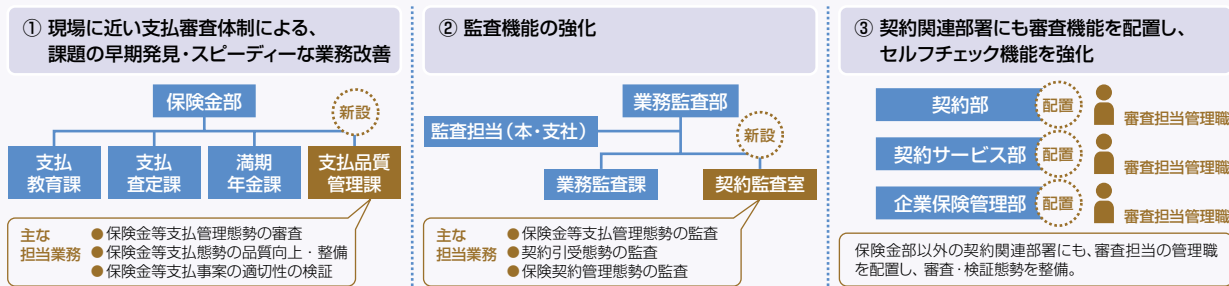 ① 現場に近い支払審査体制による、
課題の早期発見・スピーディーな業務改善
保険金部
新設
支払
教育課
支払
査定課
満期
年金課
支払品質
管理課
主な
担当業務
●保険金等支払管理態勢の審査
●保険金等支払態勢の品質向上・整備
●保険金等支払事案の適切性の検証
② 監査機能の強化
業務監査部
監査担当(本・支社)
新設
業務監査課
契約監査室
主な
担当業務
●保険金等支払管理態勢の監査
●契約引受態勢の監査
●保険契約管理態勢の監査
③ 契約関連部署にも審査機能を配置し、
セルフチェック機能を強化
契約部
配置
審査担当管理職
契約サービス部
配置
審査担当管理職
企業保険管理部
配置
審査担当管理職
保険金部以外の契約関連部署にも、審査担当の管理職
を配置し、審査・検証態勢を整備。